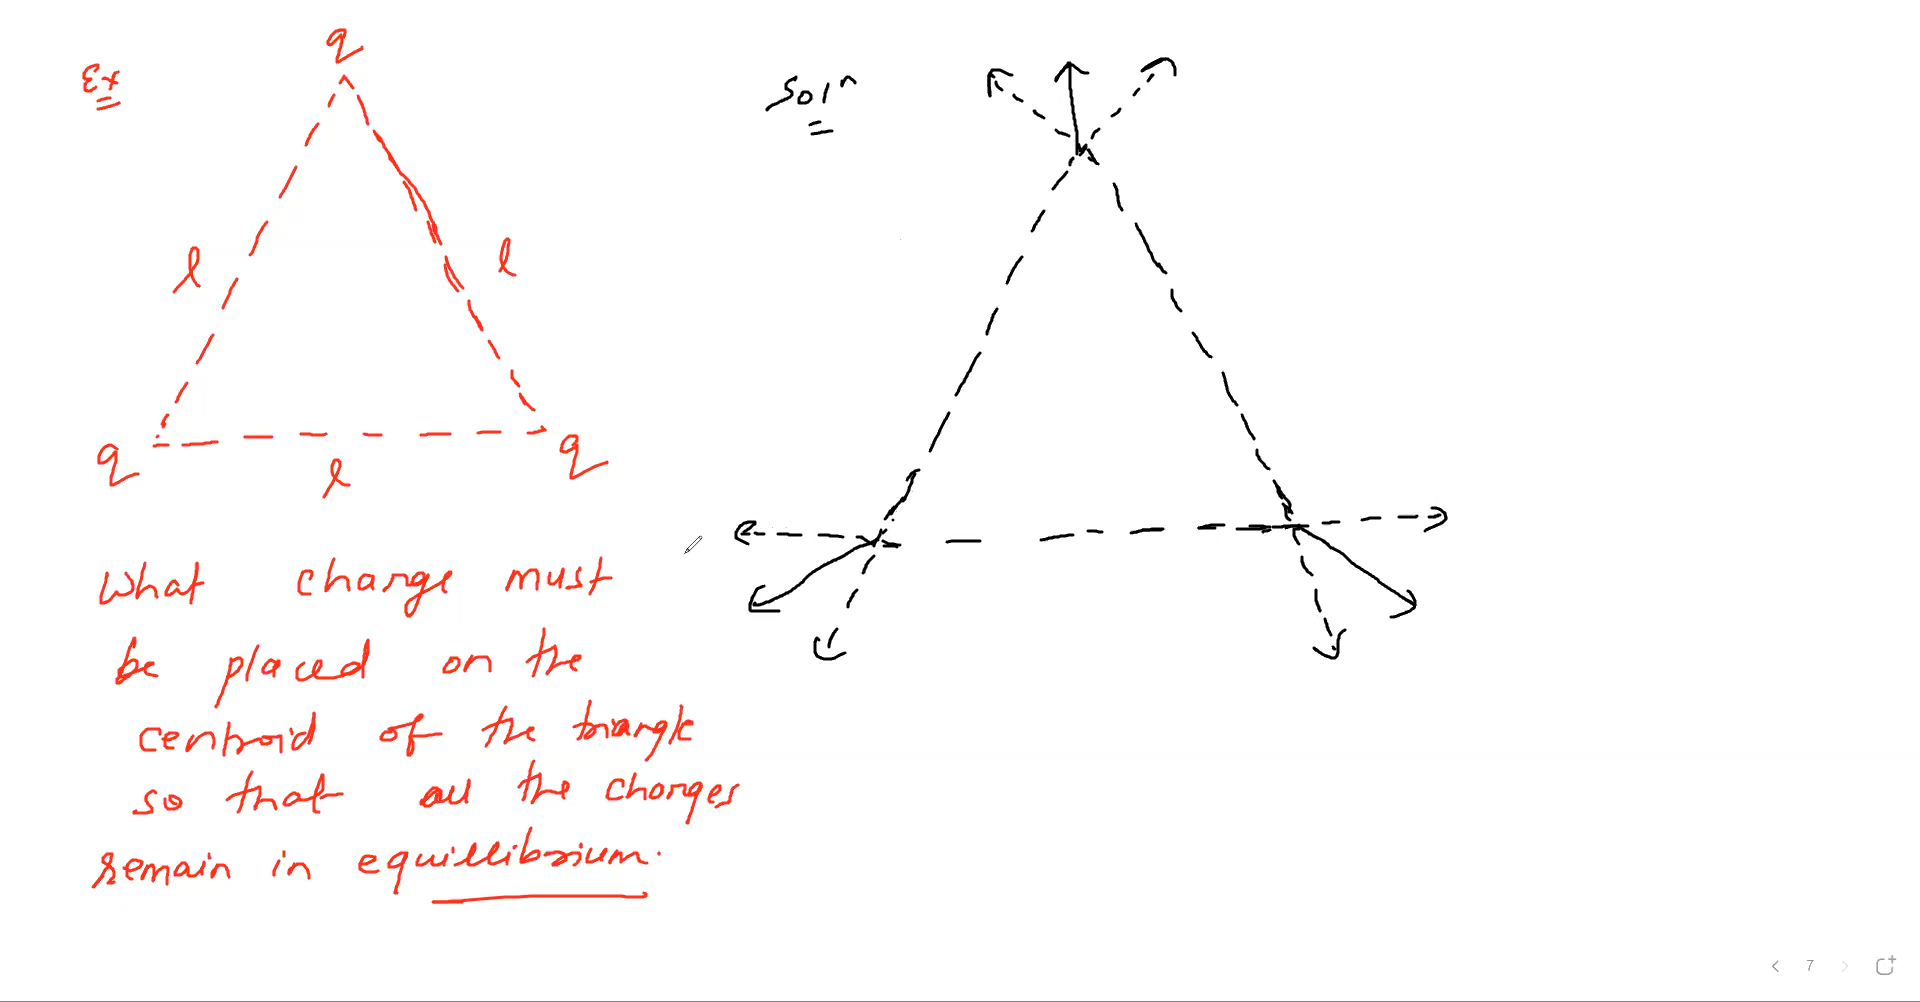 Ex
q
l
l
q
q
l
What charge must
be placed on the
centroid of the triangle
so that all the charges
remain in equillibrium.
Solⁿ
7